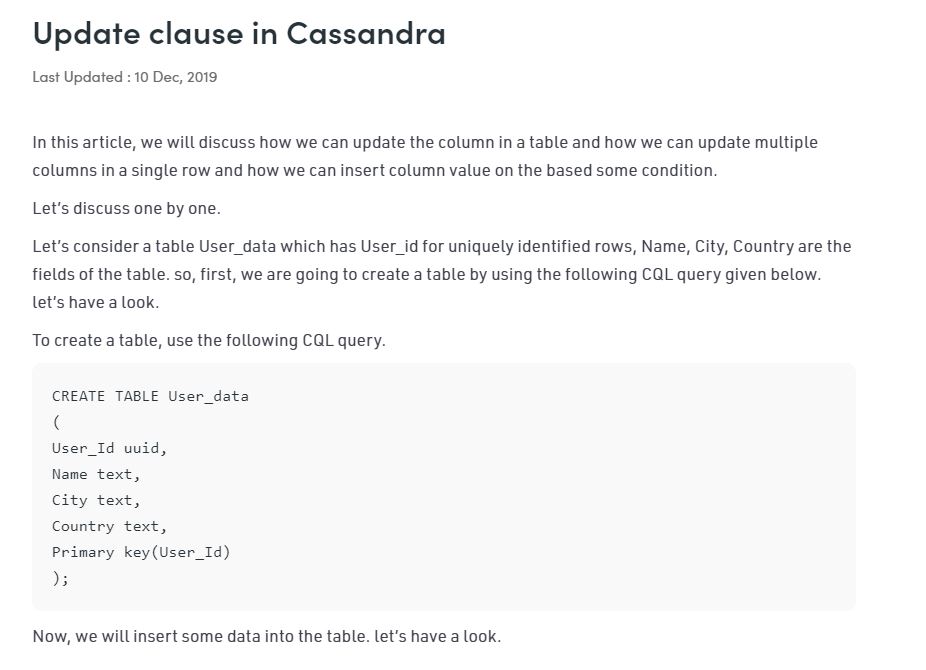 Update clause in Cassandra
Last Updated : 10 Dec, 2019
In this article, we will discuss how we can update the column in a table and how we can update multiple
columns in a single row and how we can insert column value on the based some condition.
Let’s discuss one by one.
Let’s consider a table User_data which has User_id for uniquely identified rows, Name, City, Country are the
fields of the table. so, first, we are going to create a table by using the following CQL query given below.
let’s have a look.
To create a table, use the following CQL query.
CREATE TABLE User_data
(
User_Id uuid,
Name text,
City text,
Country text,
Primary key(User_Id)
);
Now, we will insert some data into the table. let’s have a look.